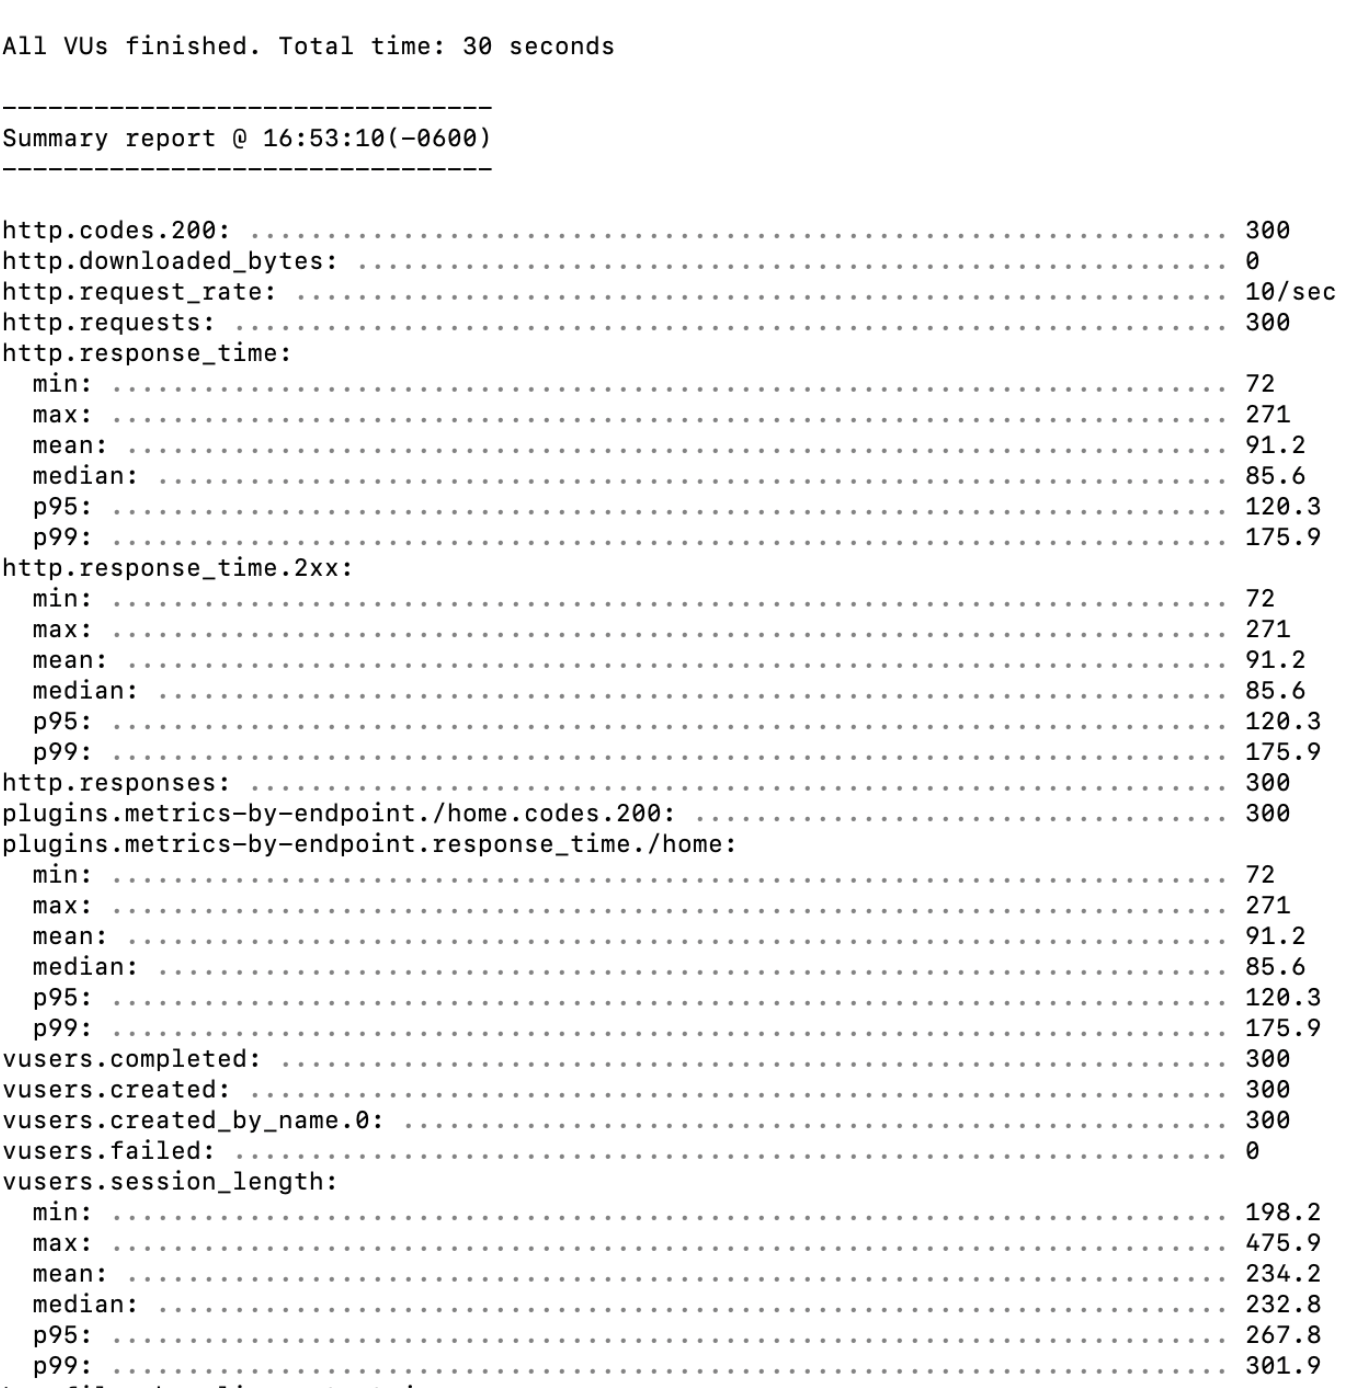 All VUs finished. Total time: 30 seconds
--------------------------------
Summary report @ 16:53:10(-0600)
--------------------------------
http.codes.200: ................................................................ 300
http.downloaded_bytes: ......................................................... 0
http.request_rate: ............................................................. 10/sec
http.requests: ................................................................. 300
http.response_time:
  min: ......................................................................... 72
  max: ......................................................................... 271
  mean: ........................................................................ 91.2
  median: ...................................................................... 85.6
  p95: ......................................................................... 120.3
  p99: ......................................................................... 175.9
http.response_time.2xx:
  min: ......................................................................... 72
  max: ......................................................................... 271
  mean: ........................................................................ 91.2
  median: ...................................................................... 85.6
  p95: ......................................................................... 120.3
  p99: ......................................................................... 175.9
http.responses: ................................................................ 300
plugins.metrics-by-endpoint./home.codes.200: ................................... 300
plugins.metrics-by-endpoint.response_time./home:
  min: ......................................................................... 72
  max: ......................................................................... 271
  mean: ........................................................................ 91.2
  median: ...................................................................... 85.6
  p95: ......................................................................... 120.3
  p99: ......................................................................... 175.9
vusers.completed: .............................................................. 300
vusers.created: ................................................................ 300
vusers.created_by_name.0: ...................................................... 300
vusers.failed: ................................................................. 0
vusers.session_length:
  min: ......................................................................... 198.2
  max: ......................................................................... 475.9
  mean: ........................................................................ 234.2
  median: ...................................................................... 232.8
  p95: ......................................................................... 267.8
  p99: ......................................................................... 301.9